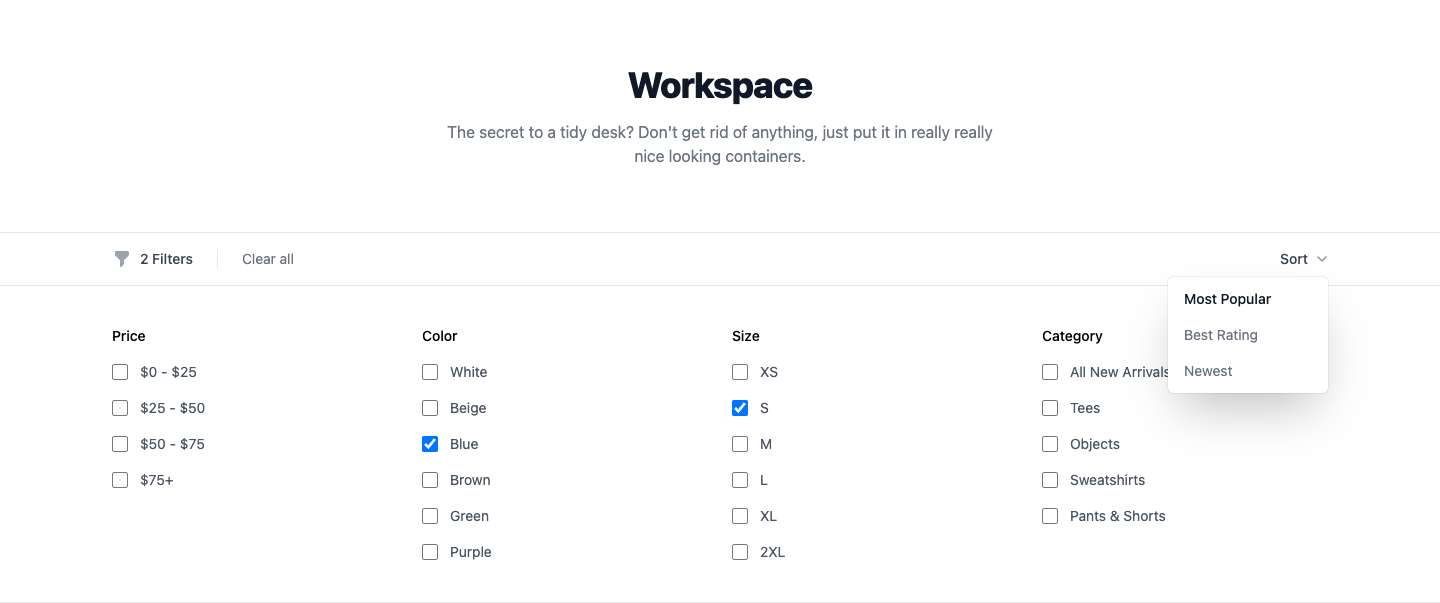 Workspace
The secret to a tidy desk? Don't get rid of anything, just put it in really really
nice looking containers.
2 Filters
Clear all
Sort
Most Popular
Best Rating
Newest
Price
$0 - $25
$25 - $50
$50 - $75
$75+
Color
White
Beige
Blue
Brown
Green
Purple
Size
XS
S
M
L
XL
2XL
Category
All New Arrivals
Tees
Objects
Sweatshirts
Pants & Shorts